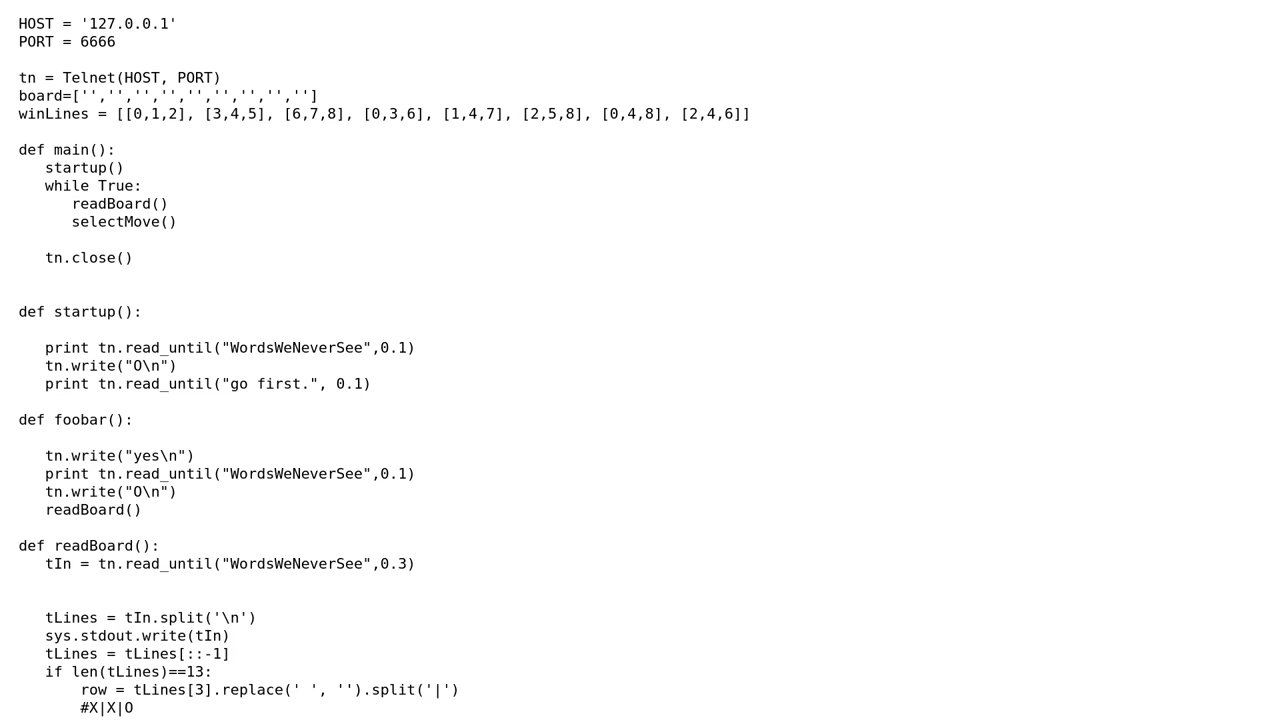 HOST = '127.0.0.1'
PORT = 6666

tn = Telnet(HOST, PORT)
board=['','','','','','','','','']
winLines = [[0,1,2], [3,4,5], [6,7,8], [0,3,6], [1,4,7], [2,5,8], [0,4,8], [2,4,6]]

def main():
   startup()
   while True:
      readBoard()
      selectMove()

   tn.close()


def startup():

   print tn.read_until("WordsWeNeverSee",0.1)
   tn.write("O\n")
   print tn.read_until("go first.", 0.1)

def foobar():

   tn.write("yes\n")
   print tn.read_until("WordsWeNeverSee",0.1)
   tn.write("O\n")
   readBoard()

def readBoard():
   tIn = tn.read_until("WordsWeNeverSee",0.3)


   tLines = tIn.split('\n')
   sys.stdout.write(tIn)
   tLines = tLines[::-1]
   if len(tLines)==13:
       row = tLines[3].replace(' ', '').split('|')
       #X|X|O